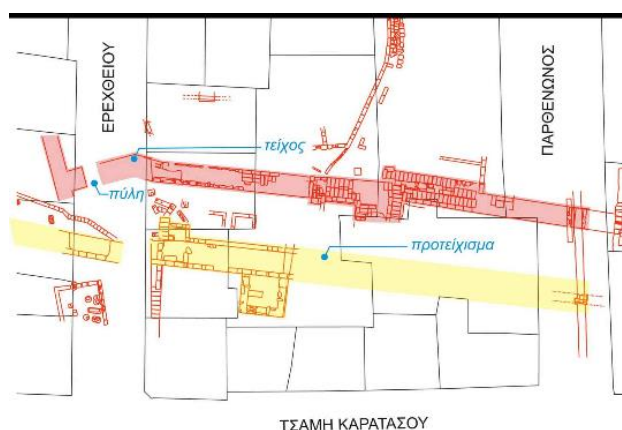 ΕΡΕΧΘΕΙΟΥ
ΠΑΡΘΕΝΩΝΟΣ
τείχος
πύλη
προτείχισμα
ΤΣΑΜΗ ΚΑΡΑΤΑΣΟΥ